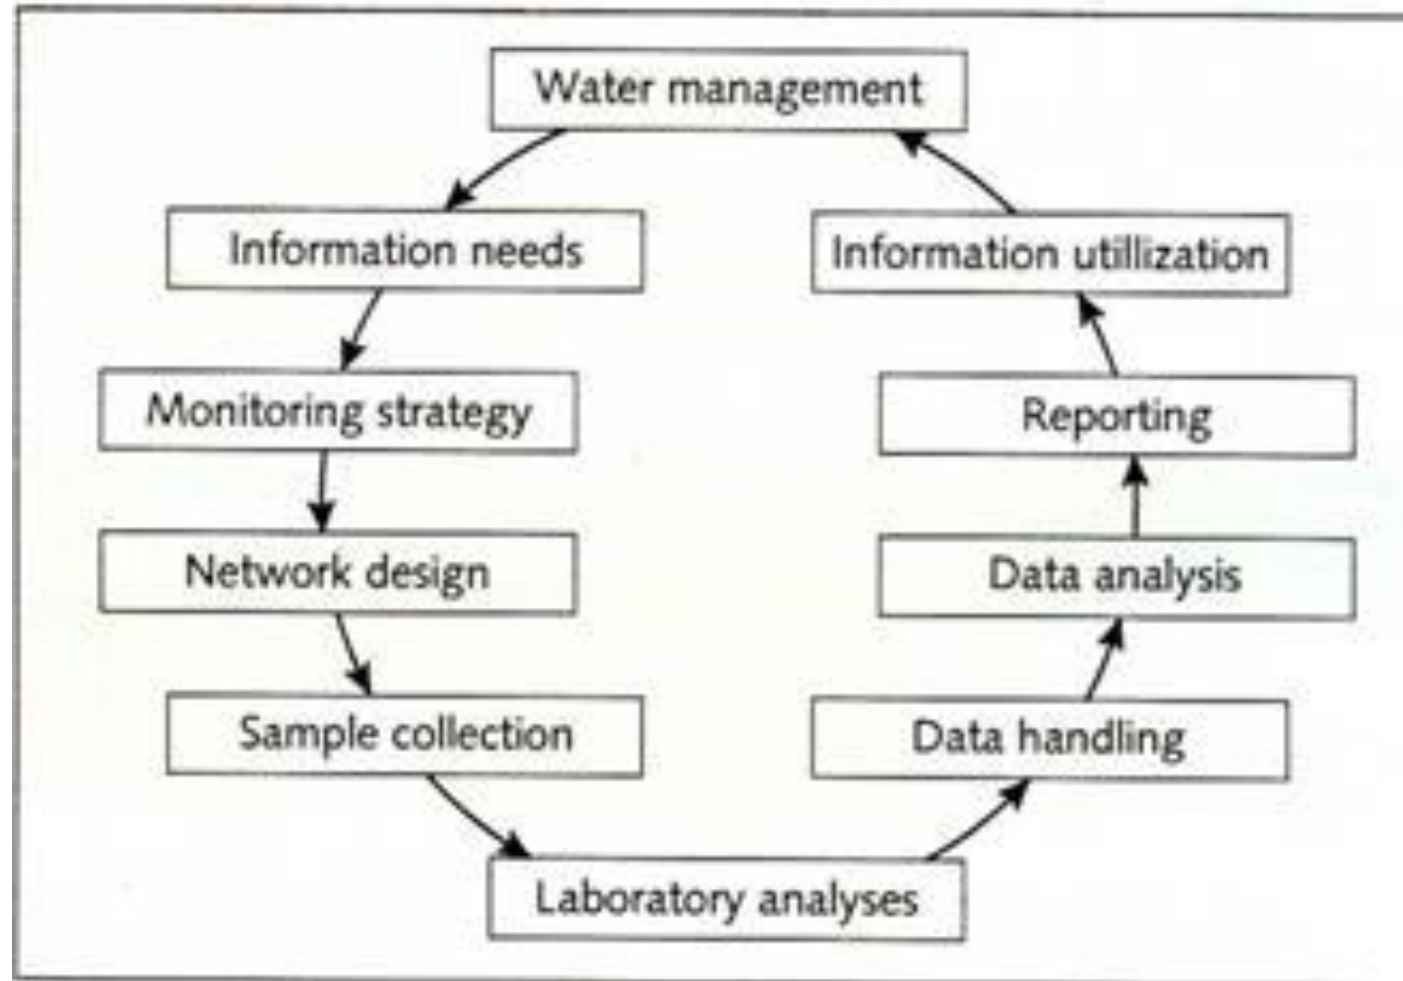 Water management
Information needs
Information utillization
Monitoring strategy
Reporting
Network design
Data analysis
Sample collection
Data handling
Laboratory analyses